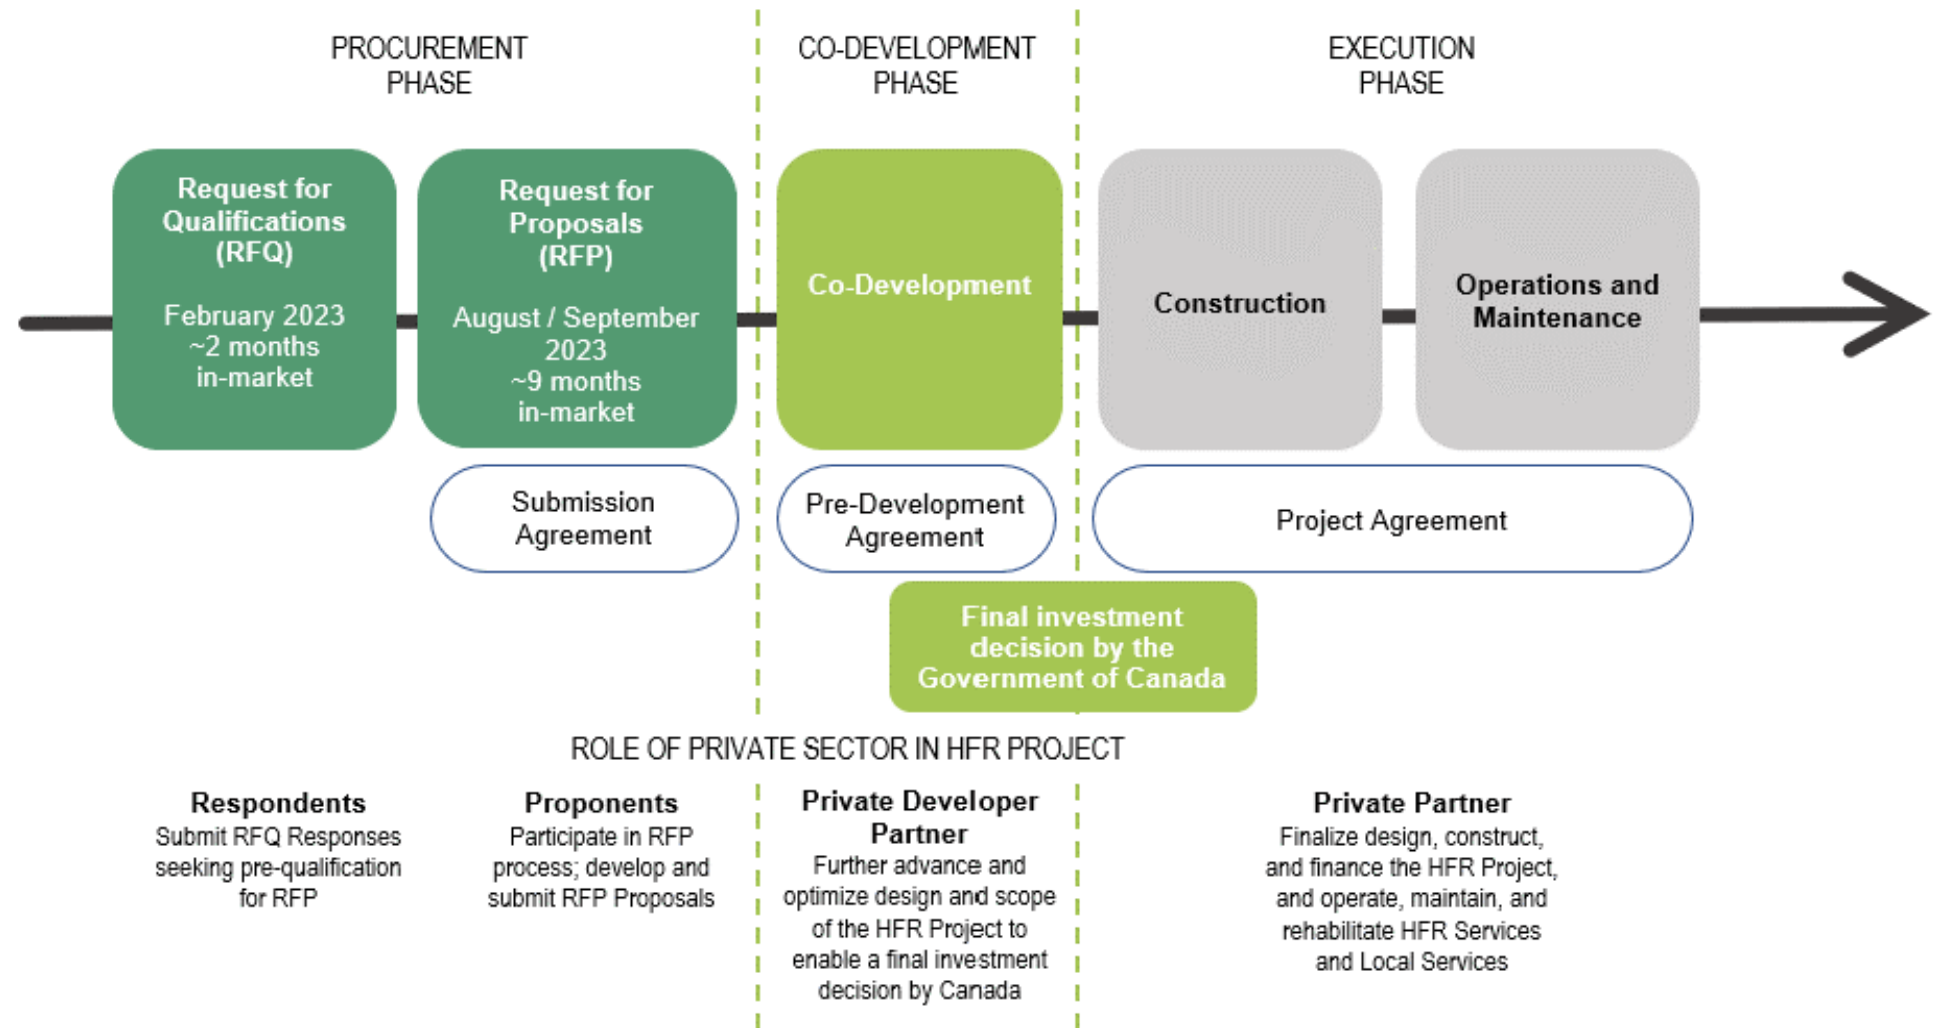 PROCUREMENT
PHASE
CO-DEVELOPMENT
PHASE
EXECUTION
PHASE
Request for
Qualifications
(RFQ)
February 2023
~2 months
in-market
Request for
Proposals
(RFP)
August / September
2023
~9 months
in-market
Co-Development
Construction
Operations and
Maintenance
Submission
Agreement
Pre-Development
Agreement
Project Agreement
Final investment
decision by the
Government of Canada
ROLE OF PRIVATE SECTOR IN HFR PROJECT
Respondents
Submit RFQ Responses
seeking pre-qualification
for RFP
Proponents
Participate in RFP
process; develop and
submit RFP Proposals
Private Developer
Partner
Further advance and
optimize design and scope
of the HFR Project to
enable a final investment
decision by Canada
Private Partner
Finalize design, construct,
and finance the HFR Project,
and operate, maintain, and
rehabilitate HFR Services
and Local Services